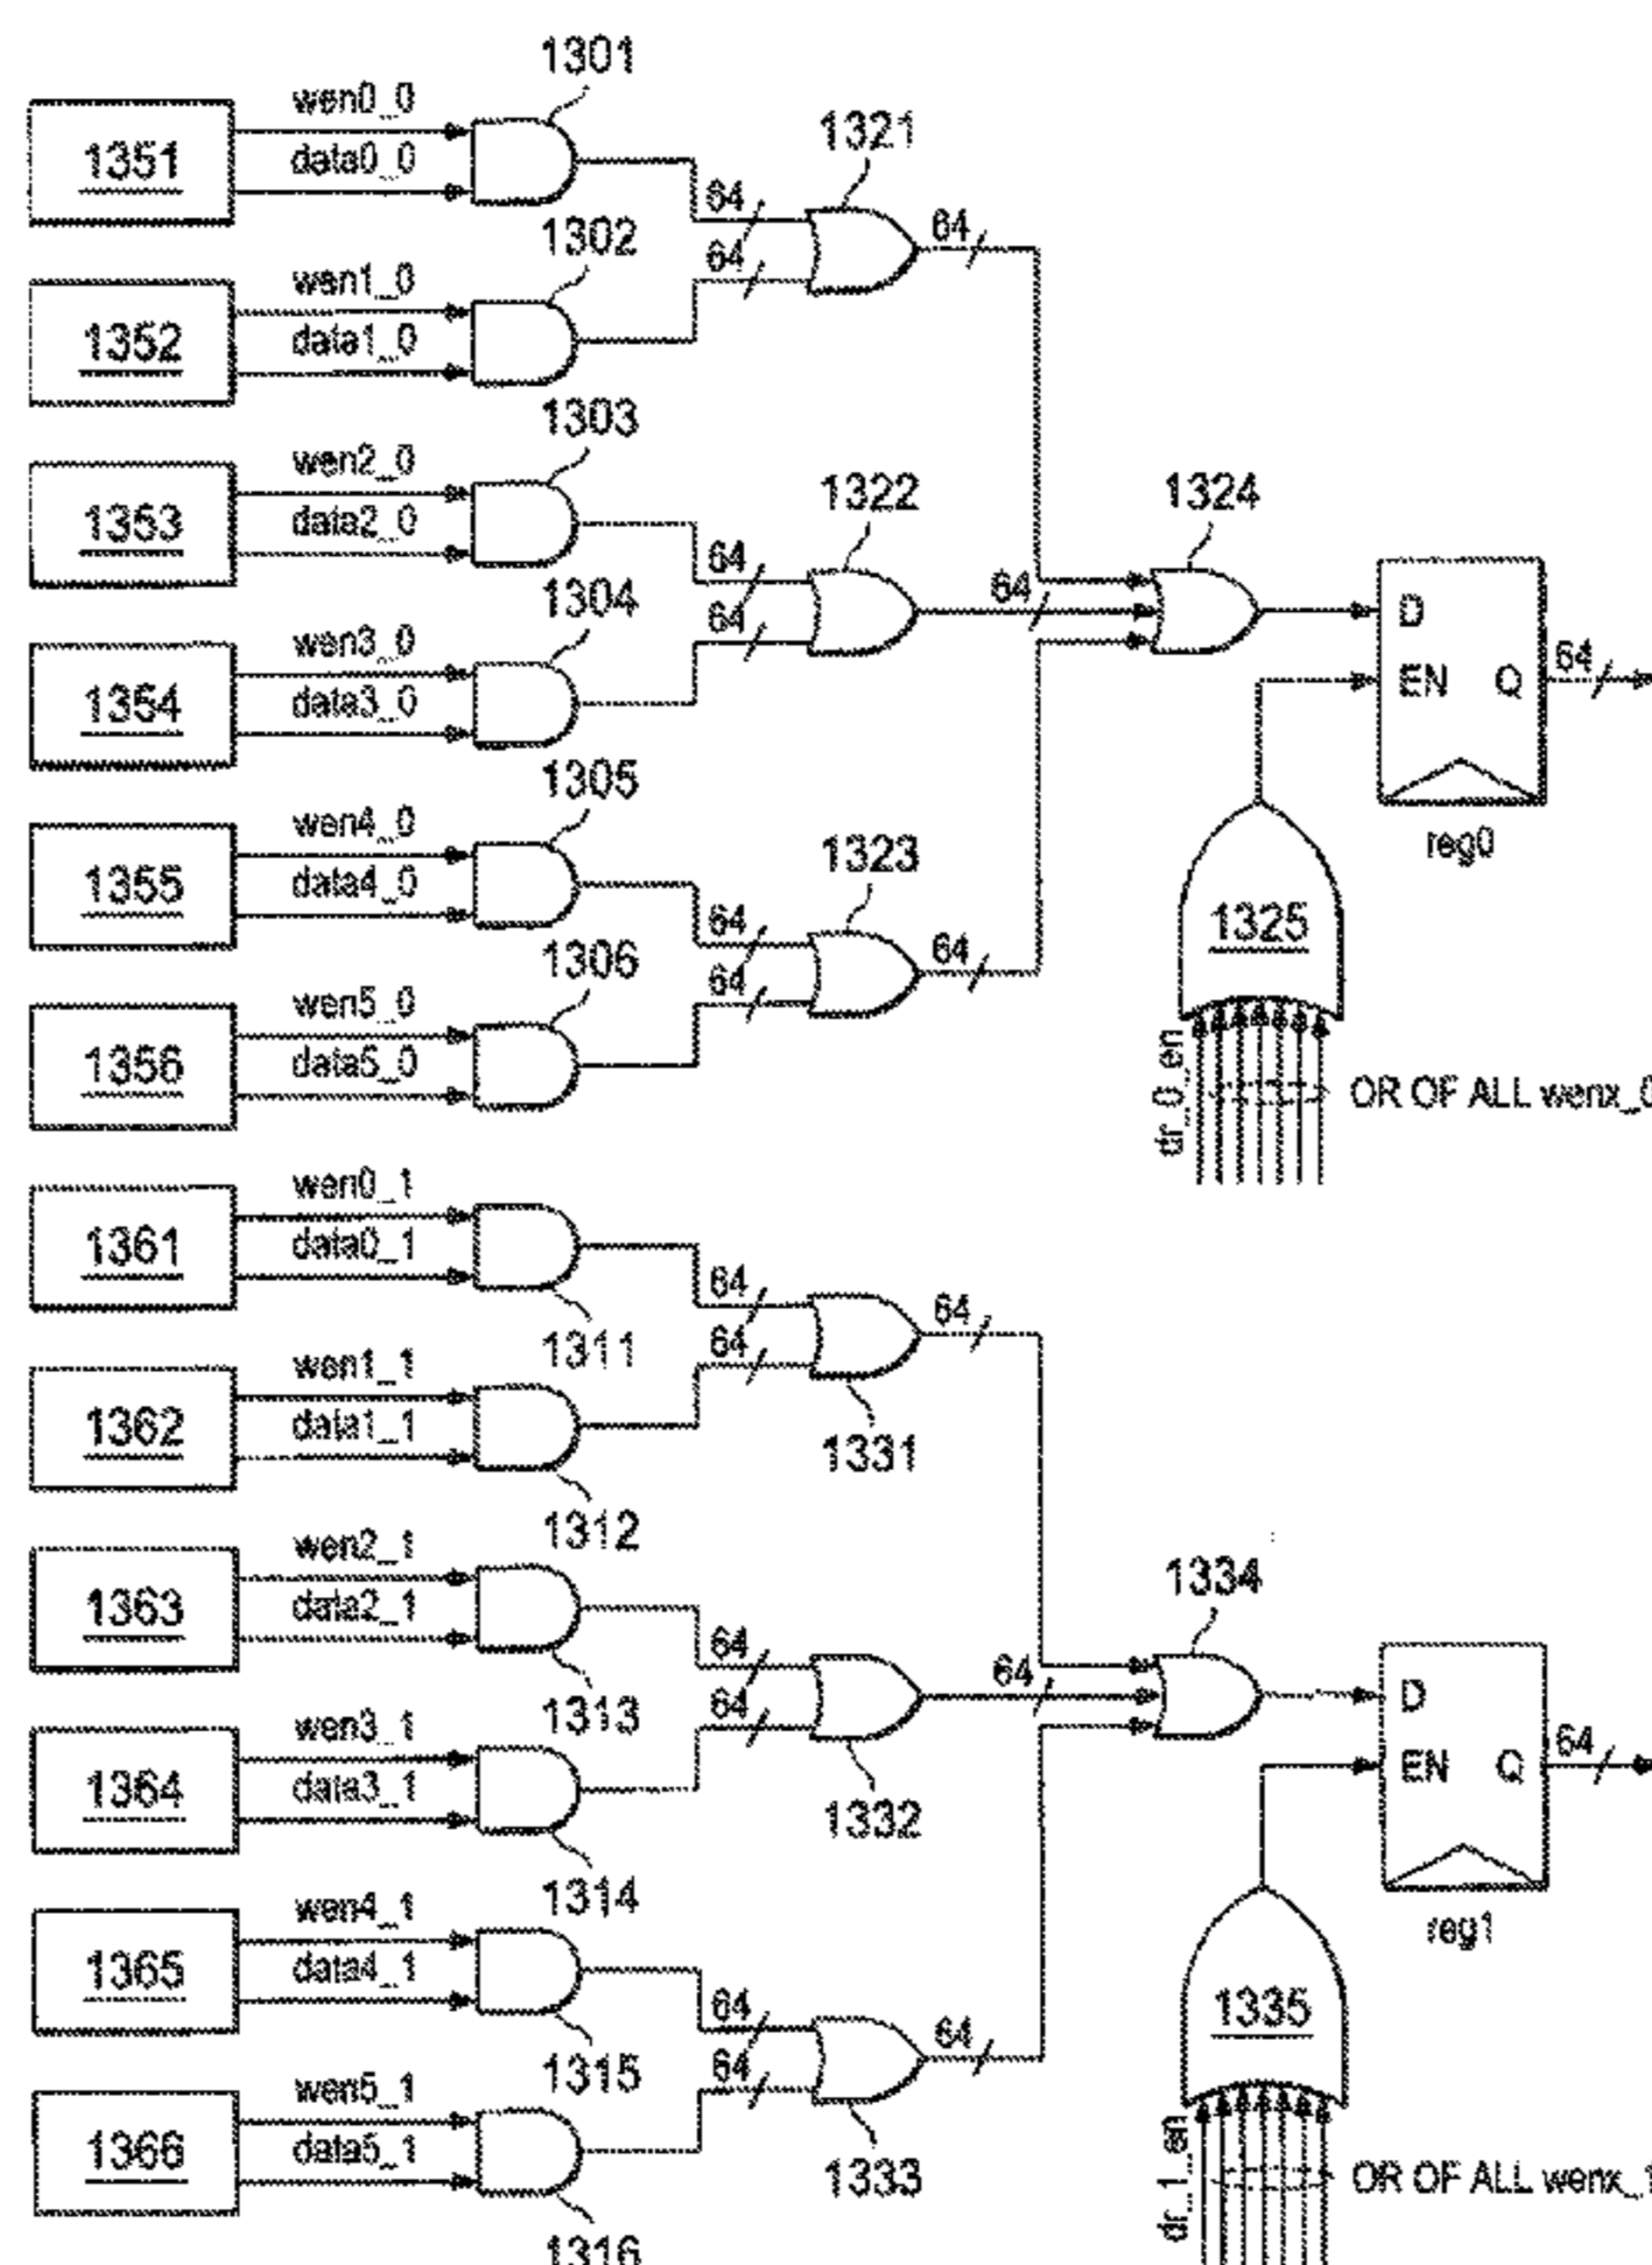 1301
wen0_0
1351
data0_0
1321
64
1302
64
64
wen1_0
1352
data1_0
1303
wen2_0
1353
data2_0
1322
1324
64
1304
64
64
D
wen3_0
1354
data3_0
EN
Q
64
1305
wen4_0
1355
data4_0
1323
reg0
64
1306
64
64
1325
wen5_0
1356
data5_0
dr_0_en
OR OF ALL wenx_0
wen0_1
1361
data0_1
64
64
1311
64
wen1_1
1362
data1_1
1331
1312
wen2_1
1363
data2_1
1334
64
64
1313
64
D
wen3_1
1364
data3_1
EN
Q
64
1332
1314
wen4_1
1365
data4_1
reg1
64
1335
64
1315
64
wen5_1
1366
data5_1
1333
dr_1_en
OR OF ALL wenx_1
1316